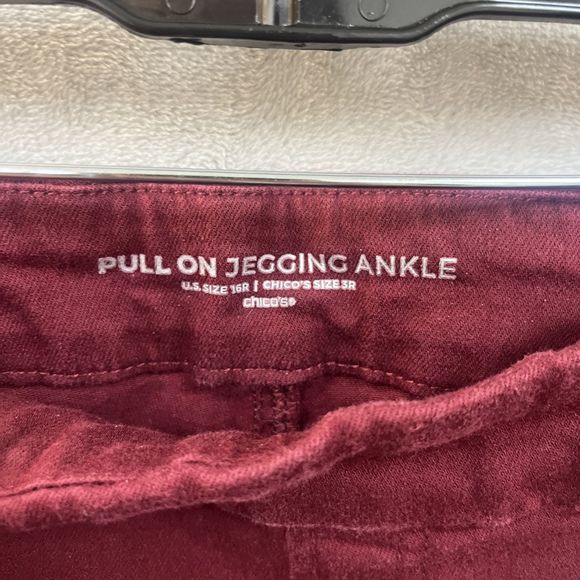 PULL ON JEGGING ANKLE
U.S. SIZE 16R | CHICO'S SIZE 3R
chico's®